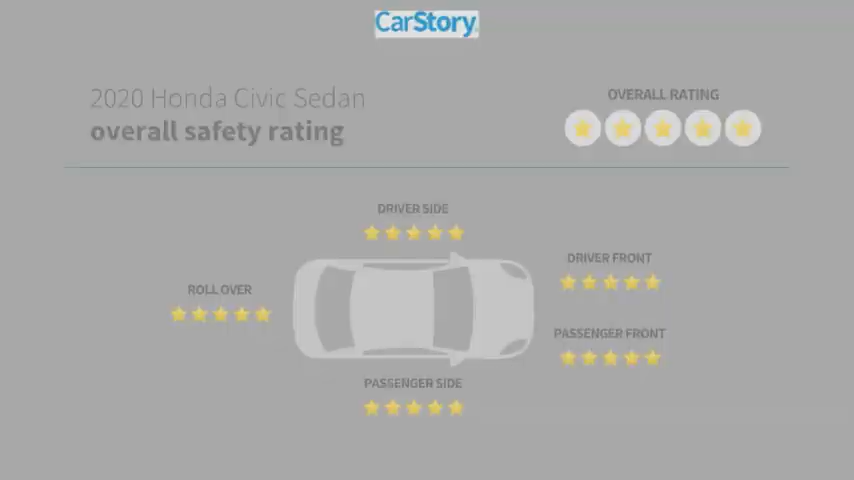 CarStory
2020 Honda Civic Sedan
overall safety rating
OVERALL RATING
DRIVER SIDE
DRIVER FRONT
ROLL OVER
PASSENGER FRONT
PASSENGER SIDE